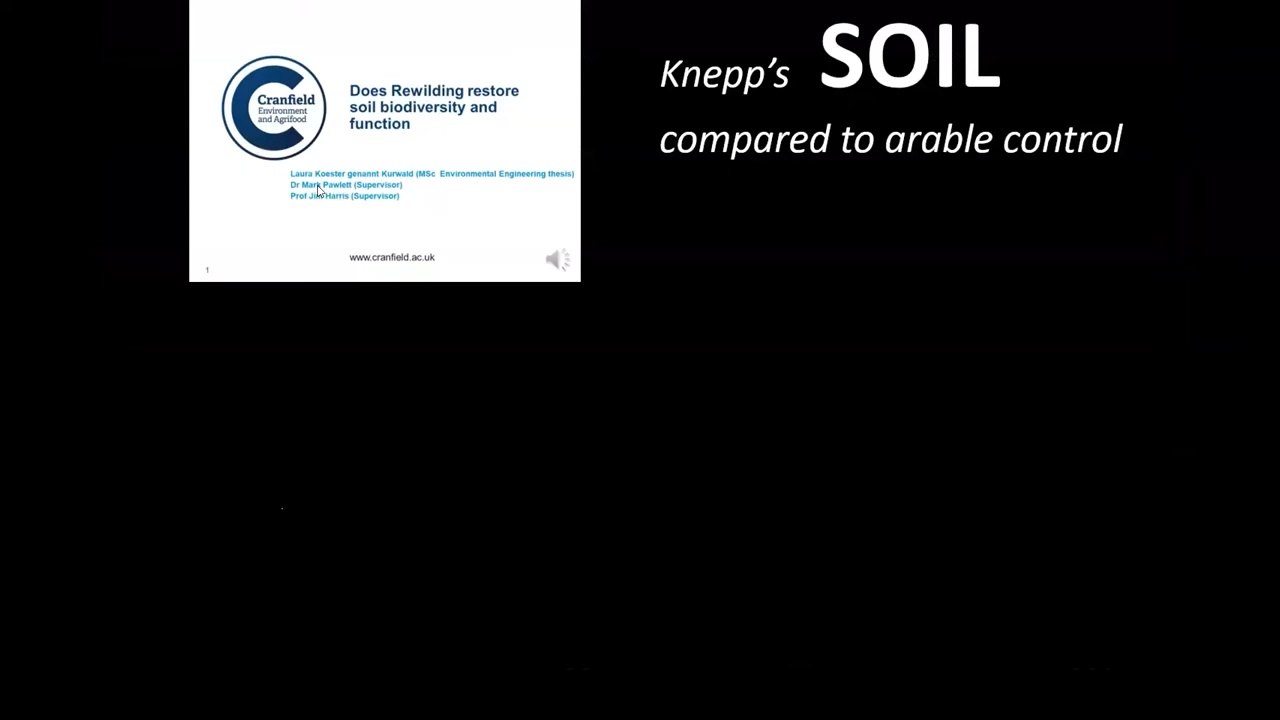 Cranfield
Environment
and Agrifood
Does Rewilding restore
soil biodiversity and
function
Laura Koester genannt Kurwald (MSc Environmental Engineering thesis)
Dr Mark Pawlett (Supervisor)
Prof Jim Harris (Supervisor)
www.cranfield.ac.uk
1
Knepp's SOIL
compared to arable control